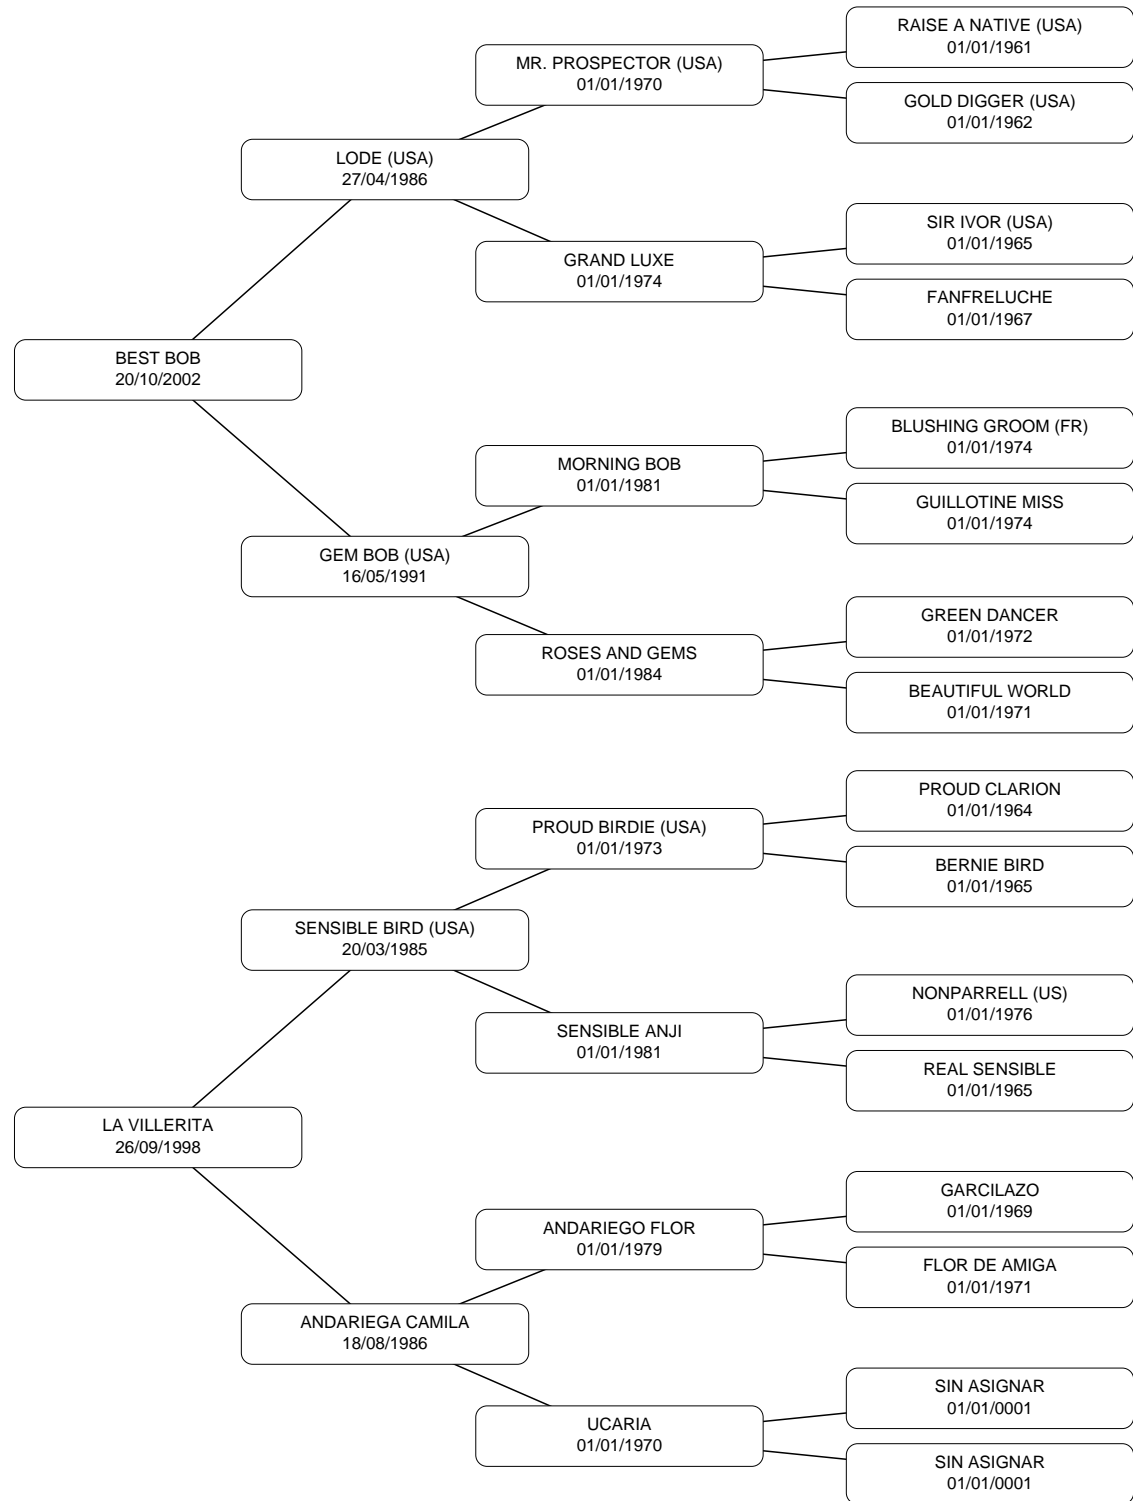 RAISE A NATIVE (USA)
01/01/1961
MR. PROSPECTOR (USA)
01/01/1970
GOLD DIGGER (USA)
01/01/1962
LODE (USA)
27/04/1986
SIR IVOR (USA)
01/01/1965
GRAND LUXE
01/01/1974
FANFRELUCHE
01/01/1967
BEST BOB
20/10/2002
BLUSHING GROOM (FR)
01/01/1974
MORNING BOB
01/01/1981
GUILLOTINE MISS
01/01/1974
GEM BOB (USA)
16/05/1991
GREEN DANCER
01/01/1972
ROSES AND GEMS
01/01/1984
BEAUTIFUL WORLD
01/01/1971
PROUD CLARION
01/01/1964
PROUD BIRDIE (USA)
01/01/1973
BERNIE BIRD
01/01/1965
SENSIBLE BIRD (USA)
20/03/1985
NONPARRELL (US)
01/01/1976
SENSIBLE ANJI
01/01/1981
REAL SENSIBLE
01/01/1965
LA VILLERITA
26/09/1998
GARCILAZO
01/01/1969
ANDARIEGO FLOR
01/01/1979
FLOR DE AMIGA
01/01/1971
ANDARIEGA CAMILA
18/08/1986
SIN ASIGNAR
01/01/0001
UCARIA
01/01/1970
SIN ASIGNAR
01/01/0001